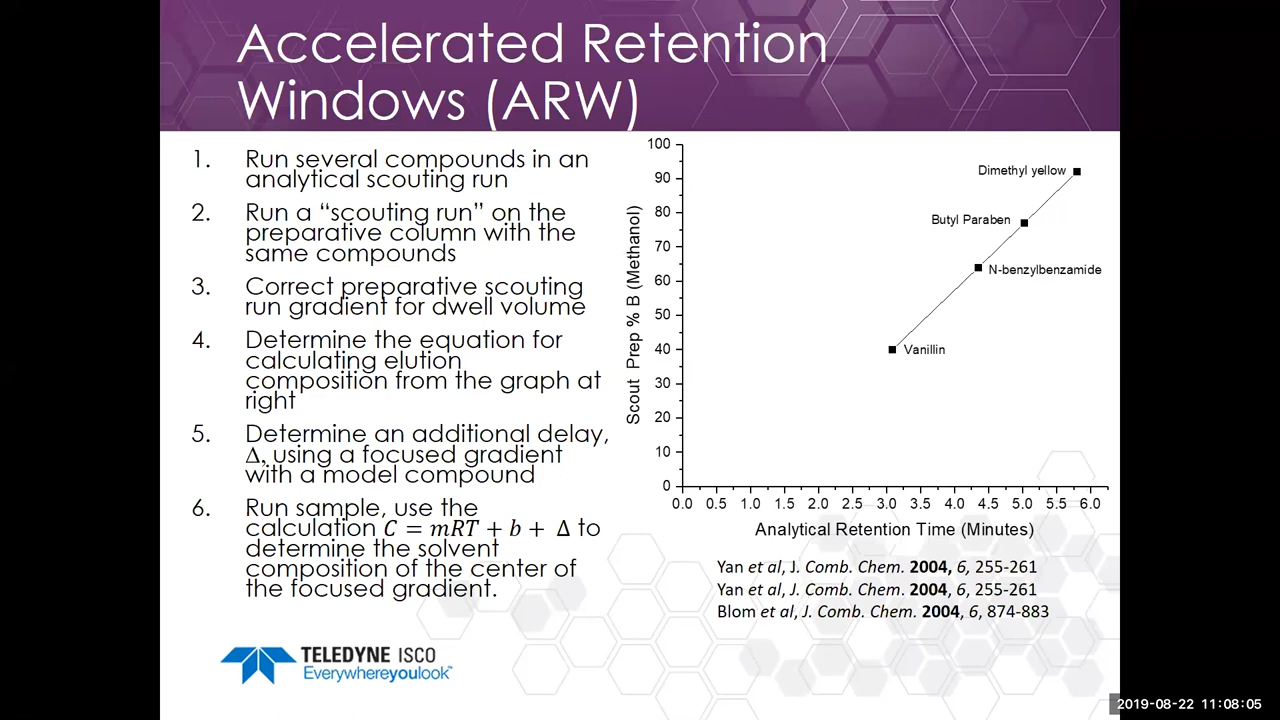 Accelerated Retention
Windows (ARW)
1. Run several compounds in an
analytical scouting run
2. Run a “scouting run” on the
preparative column with the
same compounds
3. Correct preparative scouting
run gradient for dwell volume
4. Determine the equation for
calculating elution
composition from the graph at
right
5. Determine an additional delay,
Δ, using a focused gradient
with a model compound
6. Run sample, use the
calculation C = mRT + b + Δ to
determine the solvent
composition of the center of
the focused gradient.
Scout Prep % B (Methanol)
100
90
80
70
60
50
40
30
20
10
0
Dimethyl yellow
Butyl Paraben
N-benzylbenzamide
Vanillin
0.0 0.5 1.0 1.5 2.0 2.5 3.0 3.5 4.0 4.5 5.0 5.5 6.0
Analytical Retention Time (Minutes)
Yan et al, J. Comb. Chem. 2004, 6, 255-261
Yan et al, J. Comb. Chem. 2004, 6, 255-261
Blom et al, J. Comb. Chem. 2004, 6, 874-883
TELEDYNE ISCO
Everywhereyoulook™
2019-08-22 11:08:05